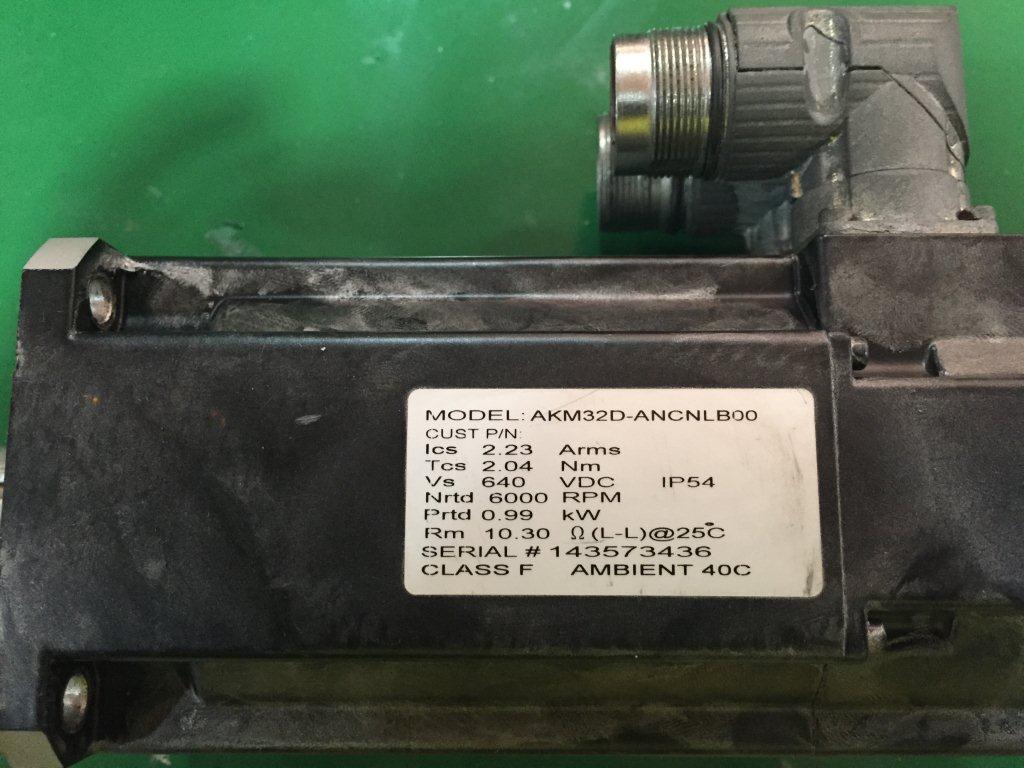 MODEL: AKM32D-ANCNLB00
CUST P/N:
Ics 2.23 Arms
Tcs 2.04 Nm
Vs 640 VDC IP54
Nrtd 6000 RPM
Prtd 0.99 kW
Rm 10.30 Ω(L-L)@25°C
SERIAL # 143573436
CLASS F AMBIENT 40C